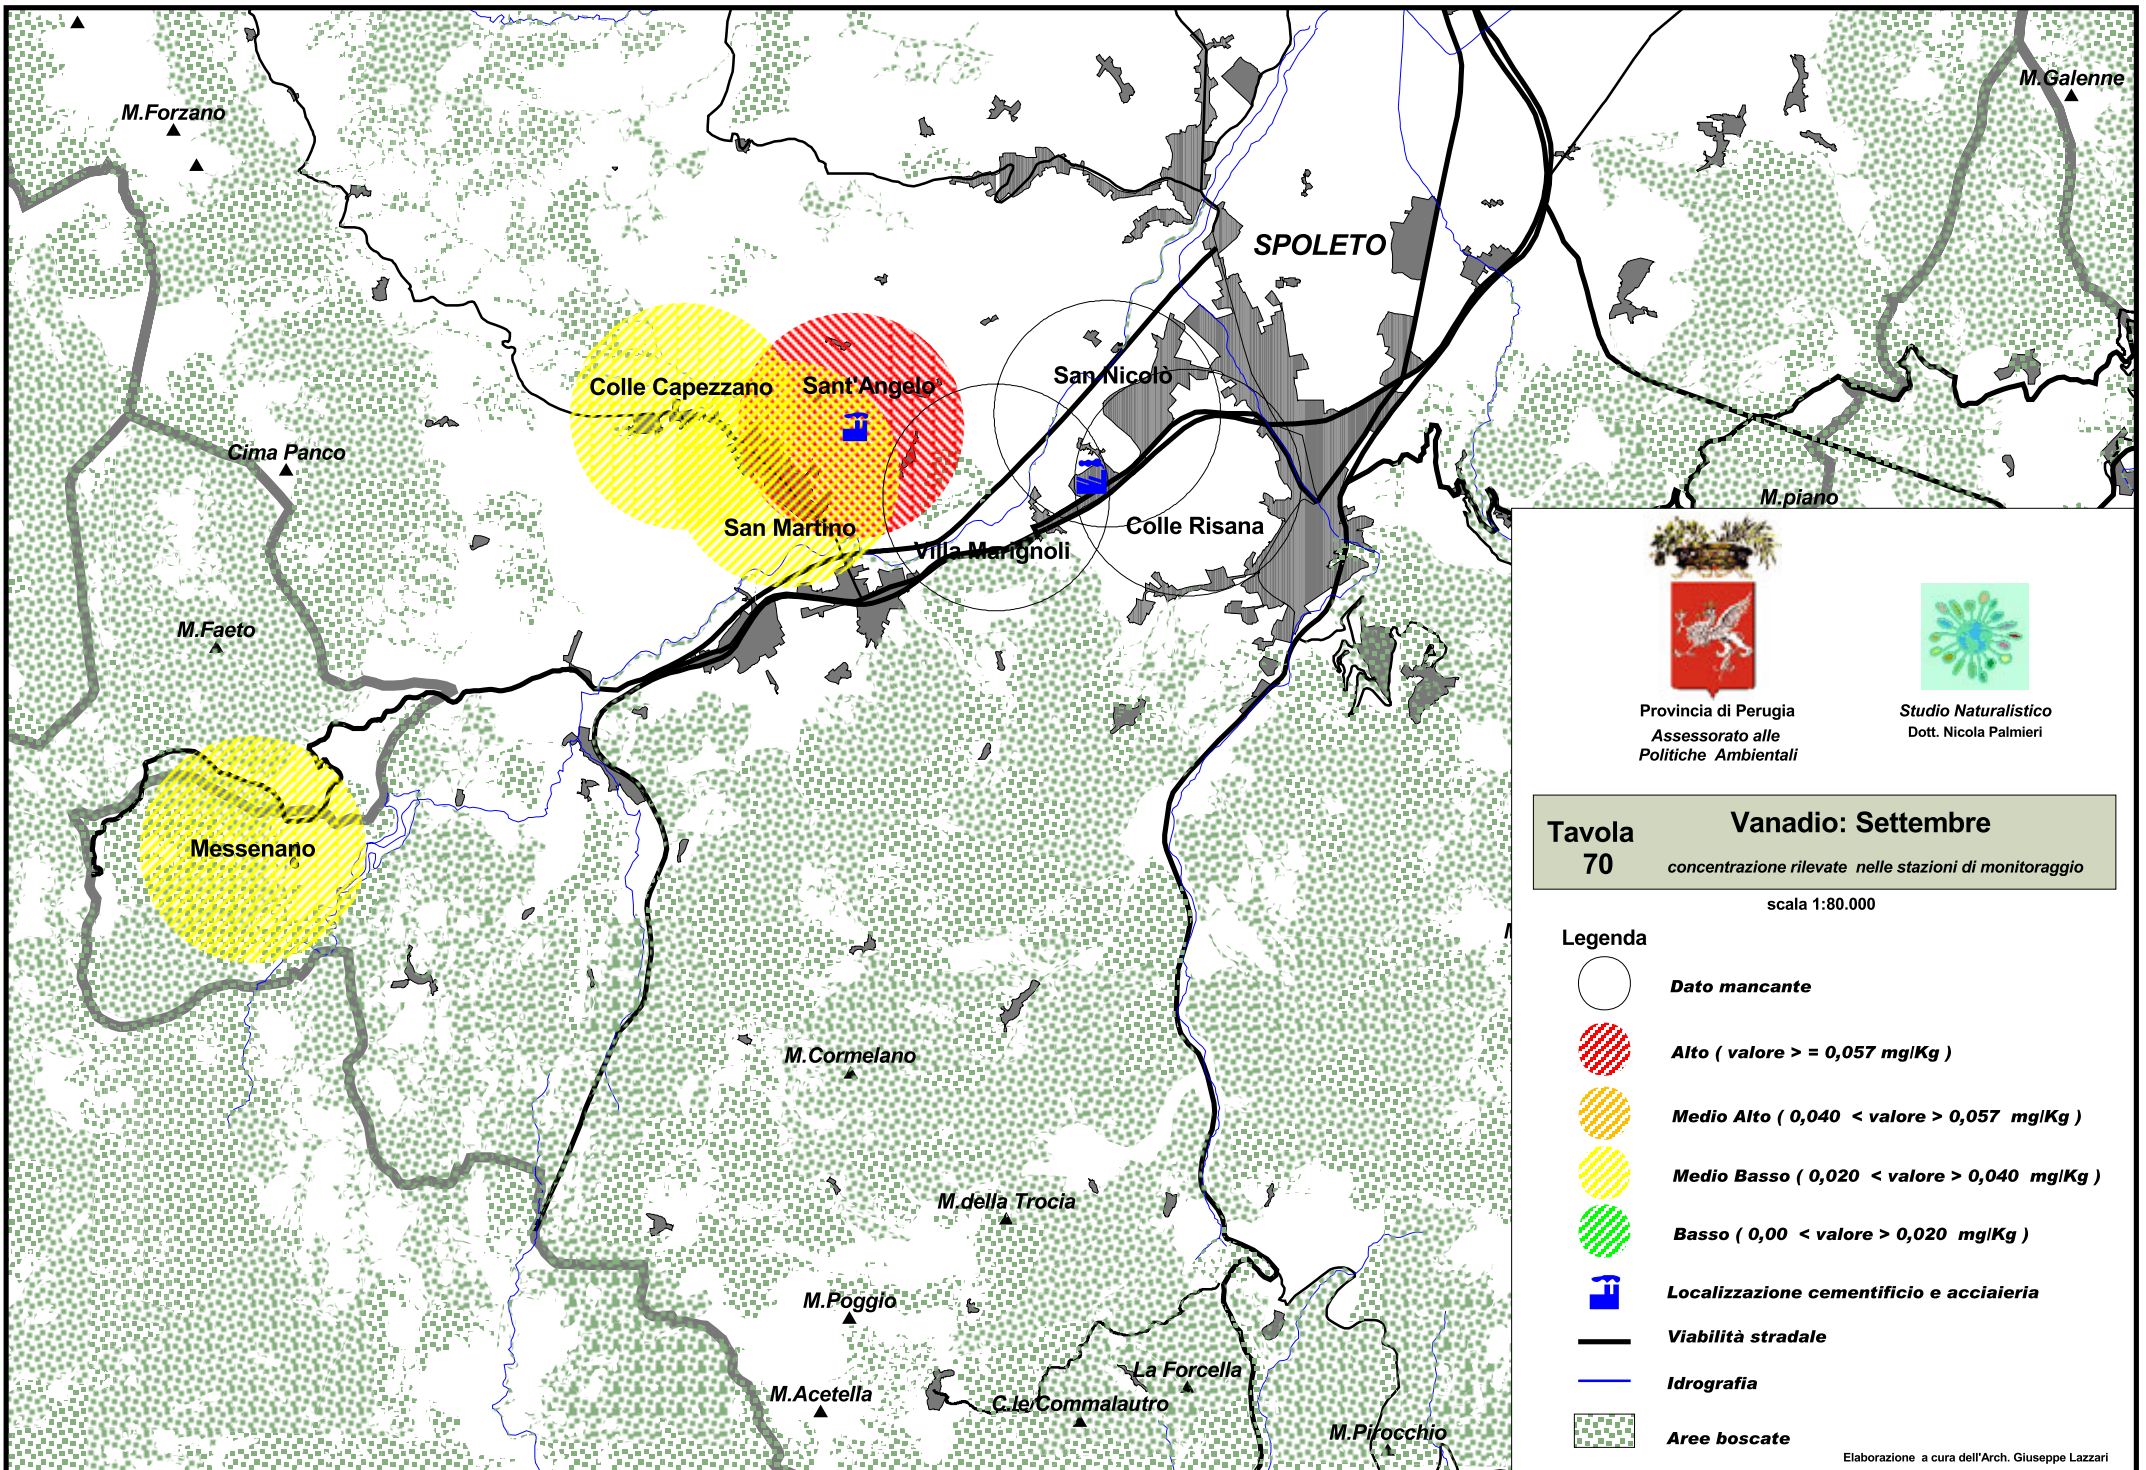 M.Galenne
M.Forzano
SPOLETO
San Nicolò
Colle Capezzano
Sant'Angelo
Cima Panco
M.piano
San Martino
Colle Risana
Villa Marignoli
M.Faeto
Messenano
M.Cormelano
M.della Trocia
M.Poggio
La Forcella
M.Acetella
C.le Commalautro
M.Pirocchio
Provincia di Perugia
Assessorato alle
Politiche Ambientali
Studio Naturalistico
Dott. Nicola Palmieri
Tavola
70
Vanadio: Settembre
concentrazione rilevate nelle stazioni di monitoraggio
scala 1:80.000
Legenda
Dato mancante
Alto ( valore > = 0,057 mg/Kg )
Medio Alto ( 0,040 < valore > 0,057 mg/Kg )
Medio Basso ( 0,020 < valore > 0,040 mg/Kg )
Basso ( 0,00 < valore > 0,020 mg/Kg )
Localizzazione cementificio e acciaieria
Viabilità stradale
Idrografia
Aree boscate
Elaborazione a cura dell'Arch. Giuseppe Lazzari